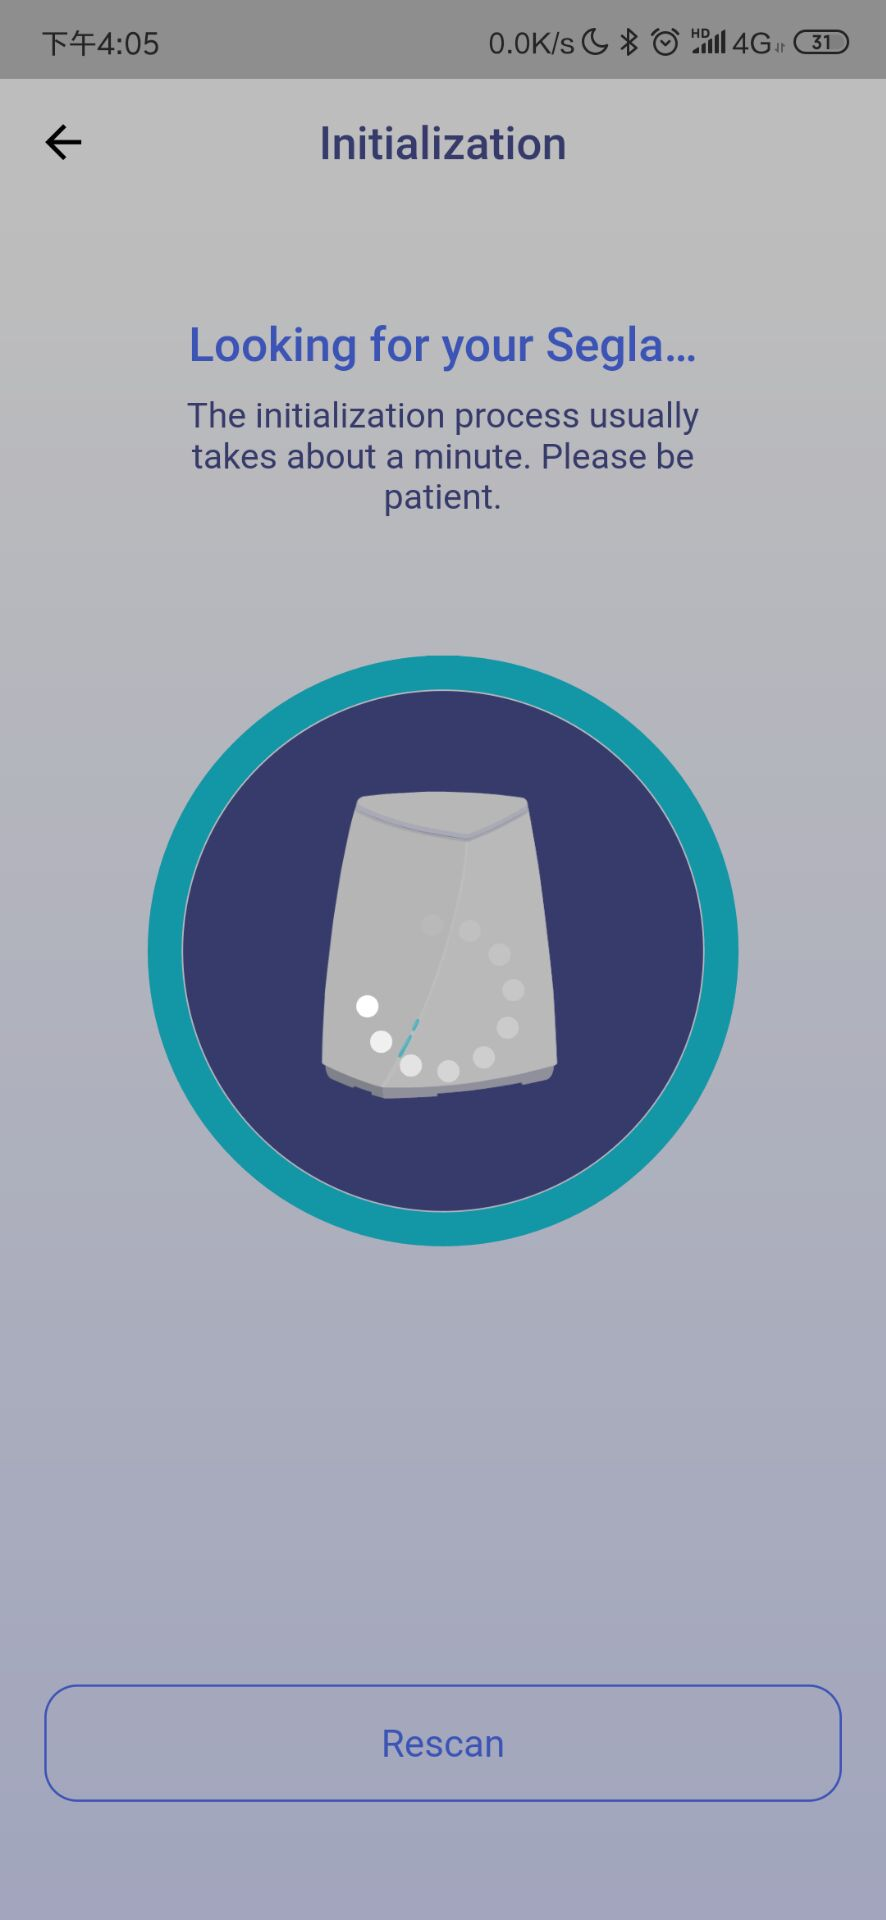 下午4:05 0.0K/s HD 4G 31
Initialization
Looking for your Segla...
The initialization process usually
takes about a minute. Please be
patient.
Rescan